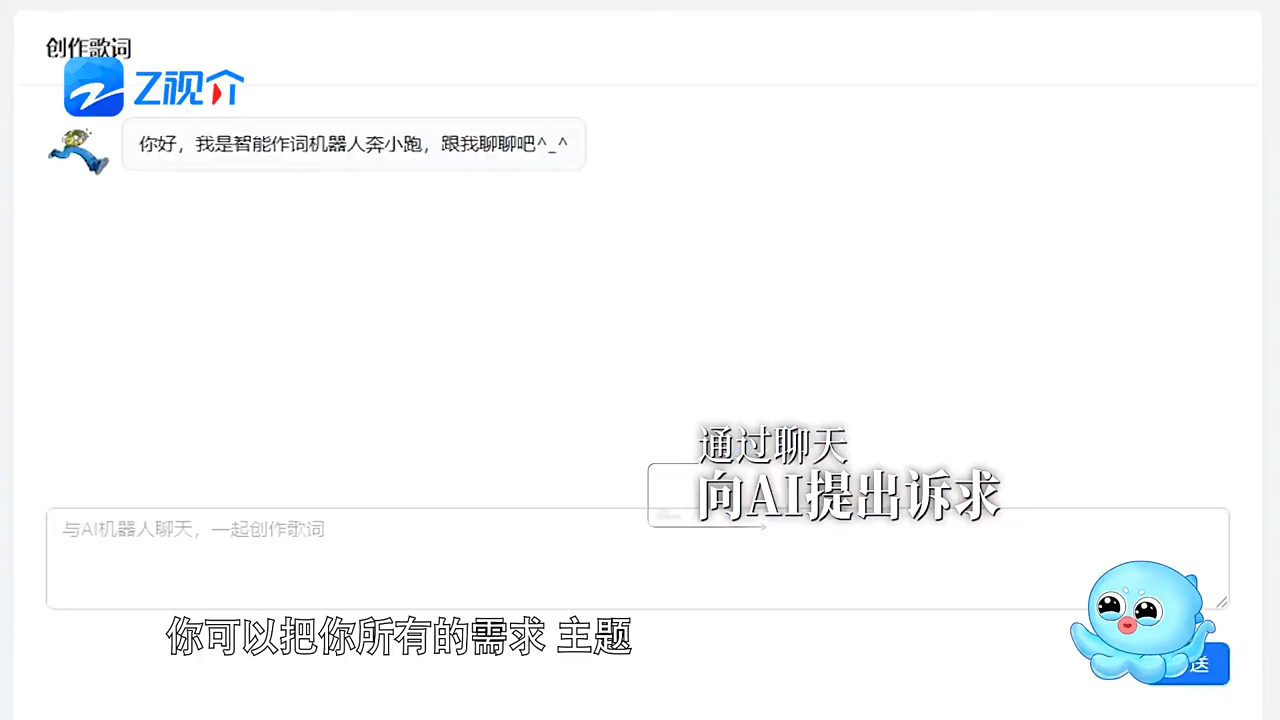 创作歌词
Z视介
你好，我是智能作词机器人奔小跑，跟我聊聊吧^_^
通过聊天
向AI提出诉求
与AI机器人聊天，一起创作歌词
你可以把你所有的需求 主题
送